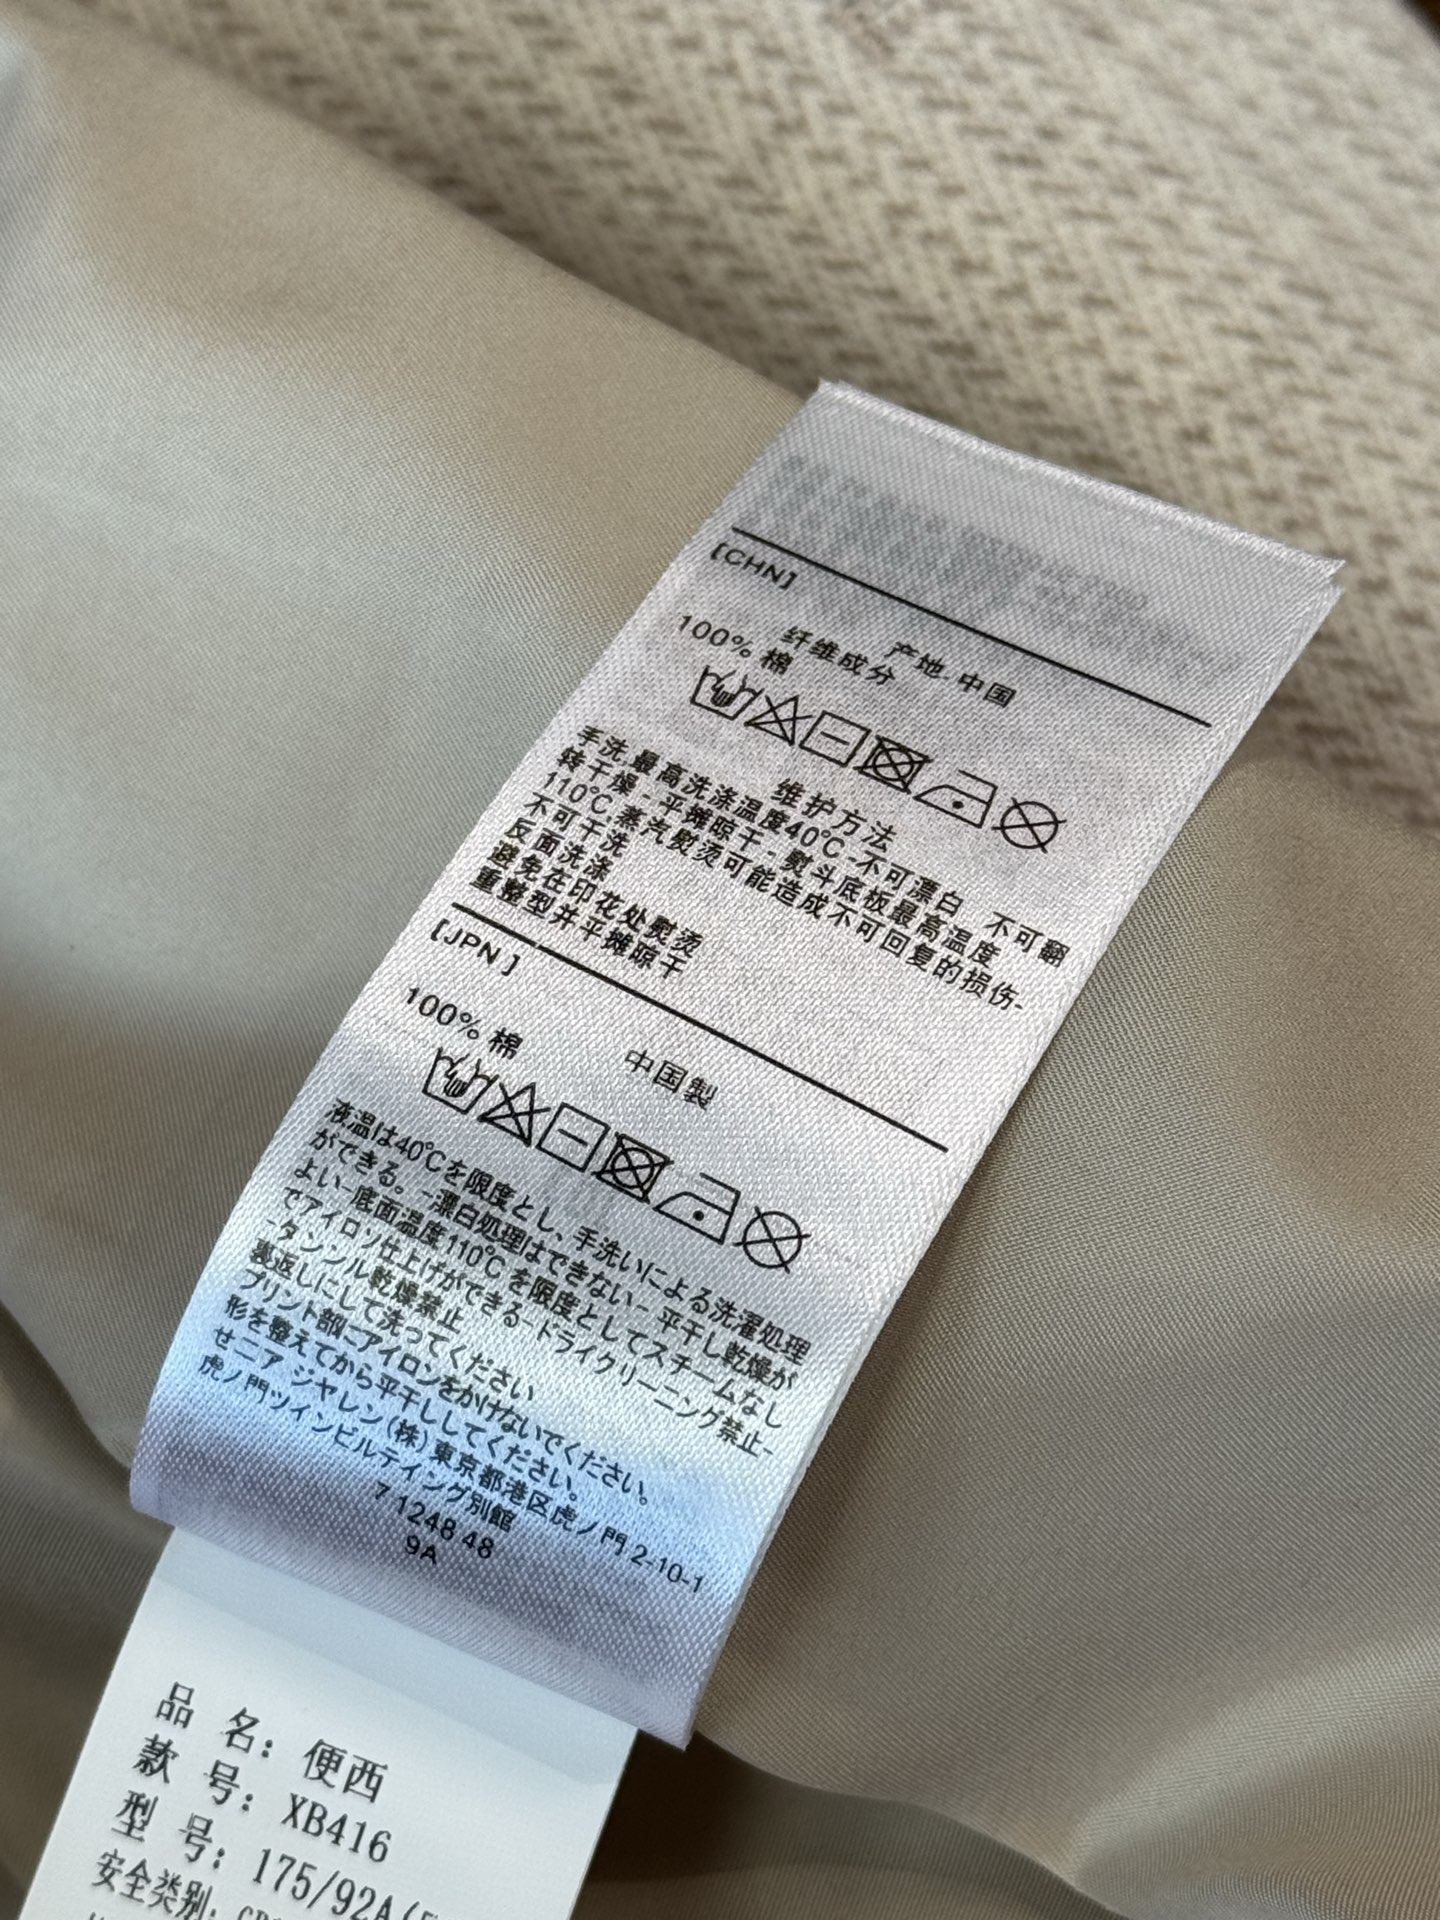 [CHN]
产地.中国
纤维成分
100% 棉
维护方法
手洗.最高洗涤温度40℃-不可漂白 不可翻
转干燥-平摊晾干-熨斗底板最高温度
110℃.蒸汽熨烫可能造成不可回复的损伤-
不可干洗
反面洗涤
避免在印花处熨烫
重整型并平摊晾干
[JPN]
中国製
100% 棉
液温は40℃を限度とし、手洗いによる洗濯処理
ができる。-漂白処理はできない-平干し乾燥が
よい-底面温度110℃を限度としてスチームなし
でアイロン仕上げができる-ドライクリーニング禁止-
-タンンル乾燥禁止
裏返しにして洗ってください
プリント部にアイロンをかけないでください。
形を整えてから平干ししてください。
せニア ジヤレン(株)東京都港区虎ノ門2-10-1
虎ノ門ツインビルテイング別館
7124848
9A
品 名: 便西
款 号: XB416
型 号: 175/92A(
安全类别: